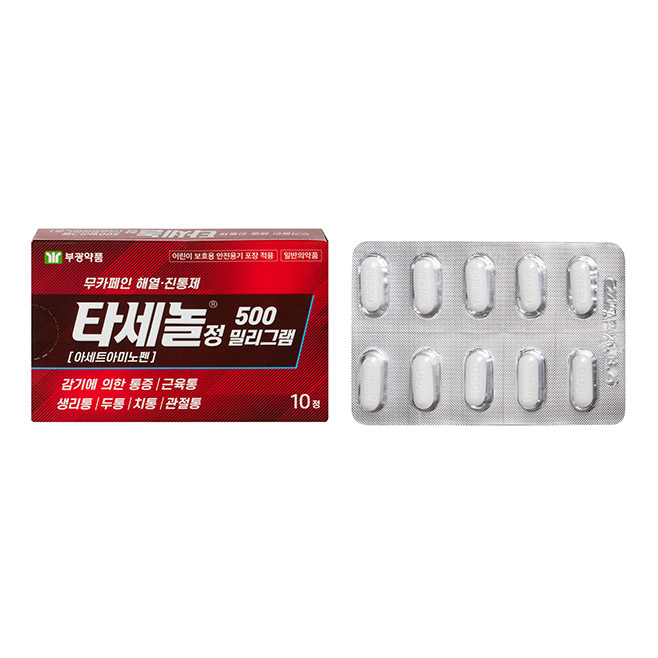 부광약품
어린이 보호용 안전용기 포장 적용
일반의약품
무카페인 해열·진통제
타세놀®정 500 밀리그램
[아세트아미노펜]
감기에 의한 통증 | 근육통
생리통 | 두통 | 치통 | 관절통
10정